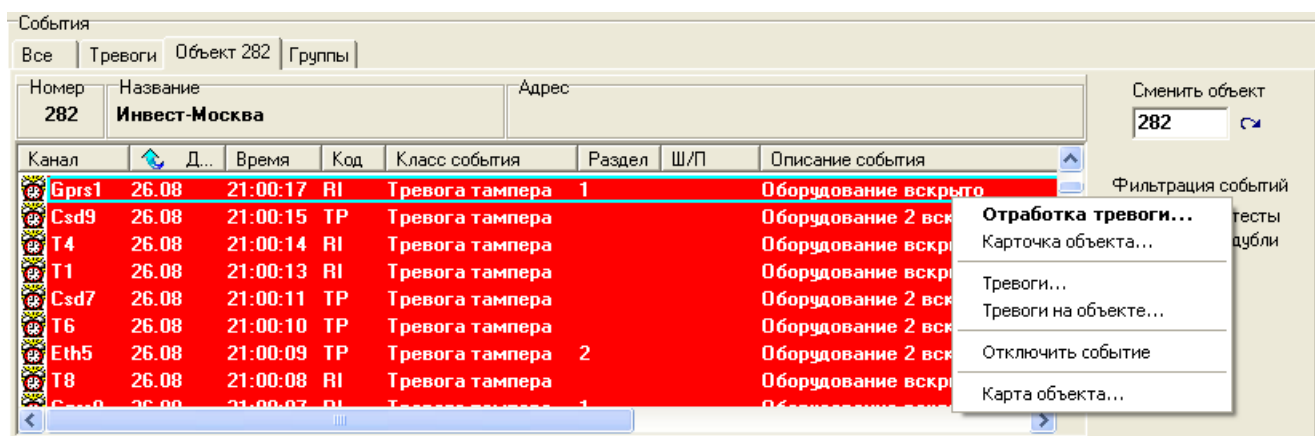 События
Все Тревоги Объект 282 Группы
Номер Название Адрес Сменить объект
282 Инвест-Москва 282
Канал Д... Время Код Класс события Раздел Ш/П Описание события
Gprs1 26.08 21:00:17 RI Тревога тампера 1 Оборудование вскрыто Фильтрация событий
Csd9 26.08 21:00:15 TP Тревога тампера Оборудование 2 вск Отработка тревоги... тесты
T4 26.08 21:00:14 RI Тревога тампера Оборудование вскр Карточка объекта... дубли
T1 26.08 21:00:13 RI Тревога тампера Оборудование вскр Тревоги...
Csd7 26.08 21:00:11 TP Тревога тампера Оборудование 2 вск Тревоги на объекте...
T6 26.08 21:00:10 TP Тревога тампера Оборудование 2 вск
Eth5 26.08 21:00:09 TP Тревога тампера 2 Оборудование 2 вск Отключить событие
T8 26.08 21:00:08 RI Тревога тампера Оборудование вскр
Карта объекта...